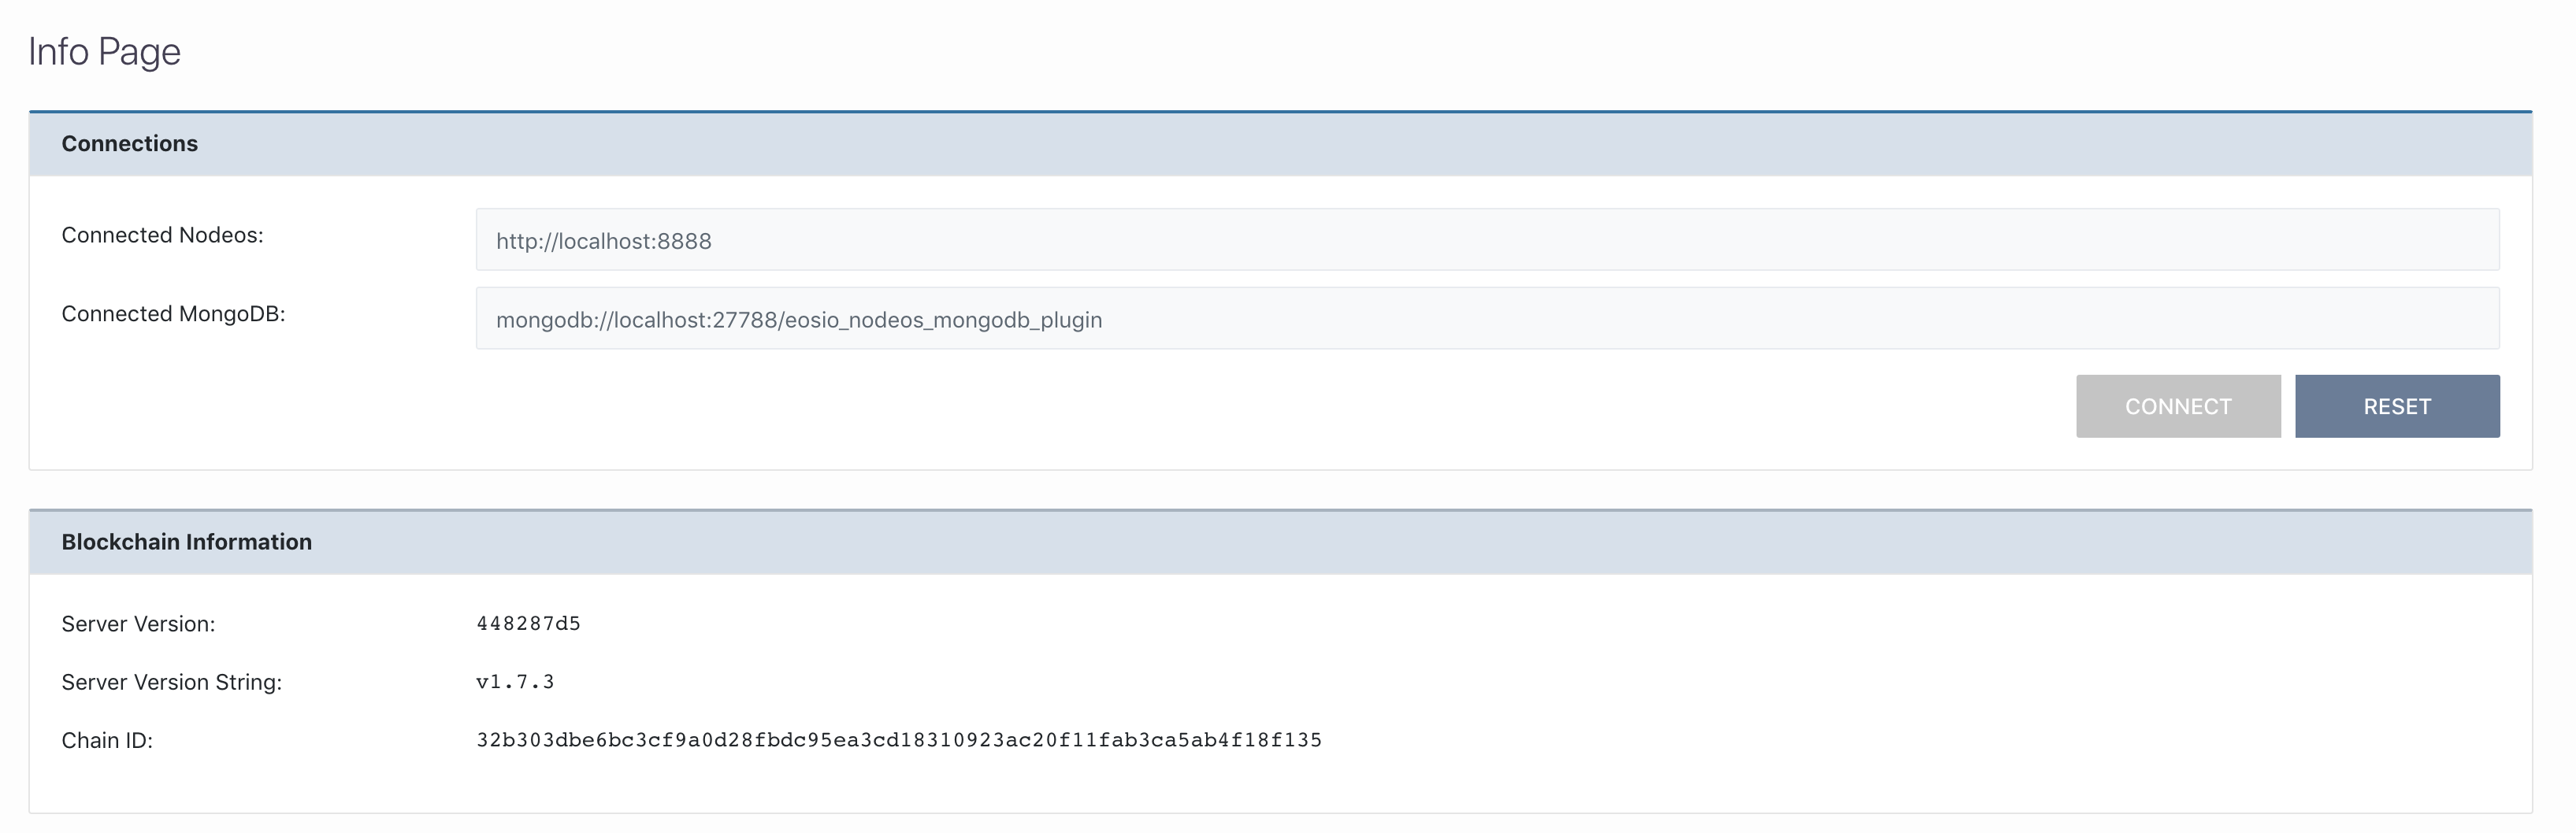 Info Page
Connections
Connected Nodeos: http://localhost:8888
Connected MongoDB: mongodb://localhost:27788/eosio_nodeos_mongodb_plugin
CONNECT RESET
Blockchain Information
Server Version: 448287d5
Server Version String: v1.7.3
Chain ID: 32b303dbe6bc3cf9a0d28fbdc95ea3cd18310923ac20f11fab3ca5ab4f18f135